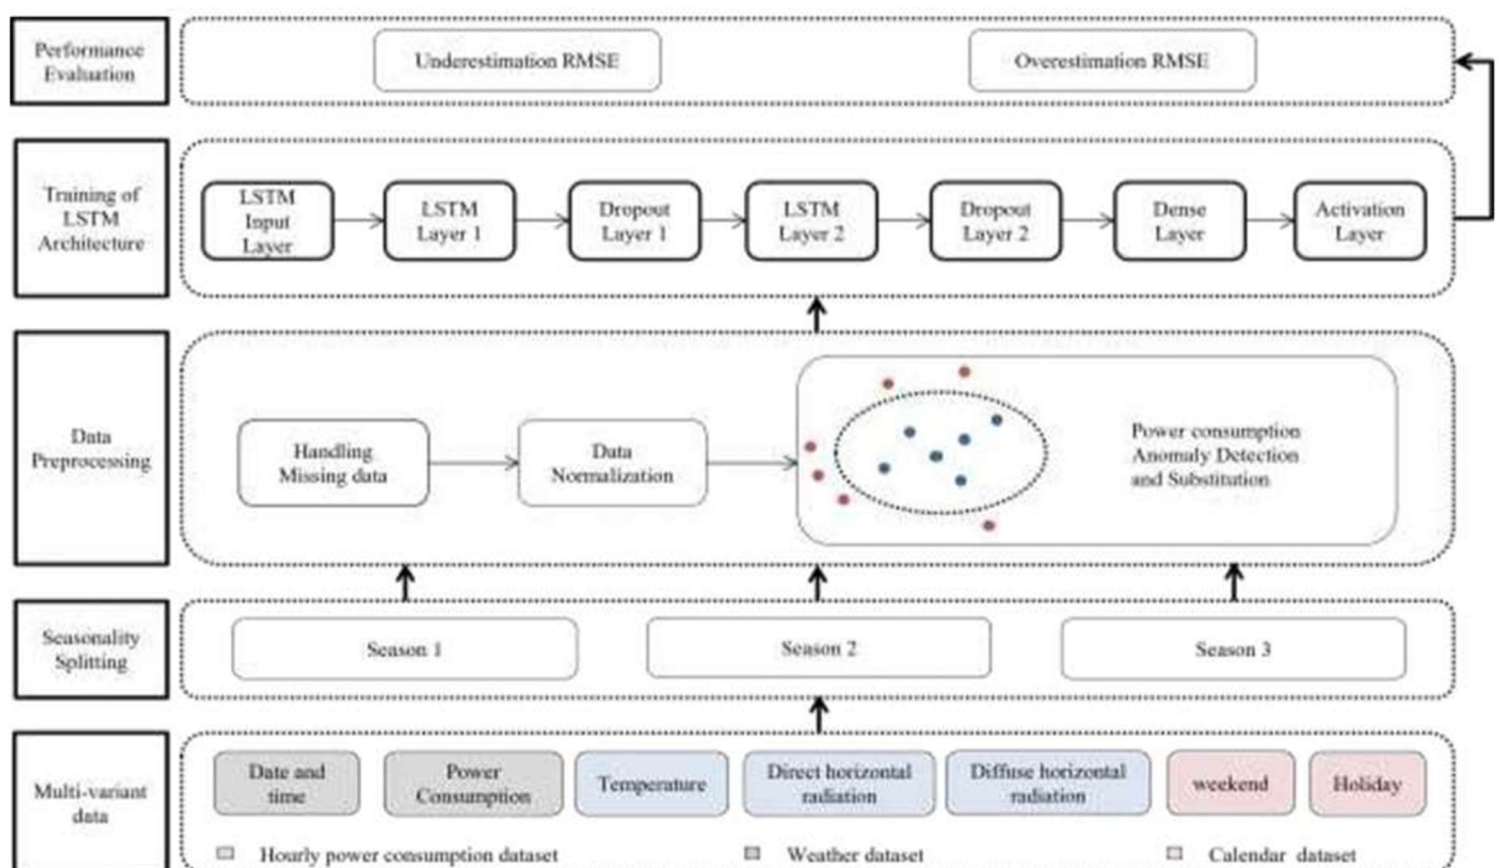 Performance
Evaluation
Underestimation RMSE
Overestimation RMSE
Training of
LSTM
Architecture
LSTM
Input
Layer
LSTM
Layer 1
Dropout
Layer 1
LSTM
Layer 2
Dropout
Layer 2
Dense
Layer
Activation
Layer
Data
Preprocessing
Handling
Missing data
Data
Normalization
Power consumption
Anomaly Detection
and Substitution
Seasonality
Splitting
Season 1
Season 2
Season 3
Multi-variant
data
Date and
time
Power
Consumption
Temperature
Direct horizontal
radiation
Diffuse horizontal
radiation
weekend
Holiday
Hourly power consumption dataset
Weather dataset
Calendar dataset